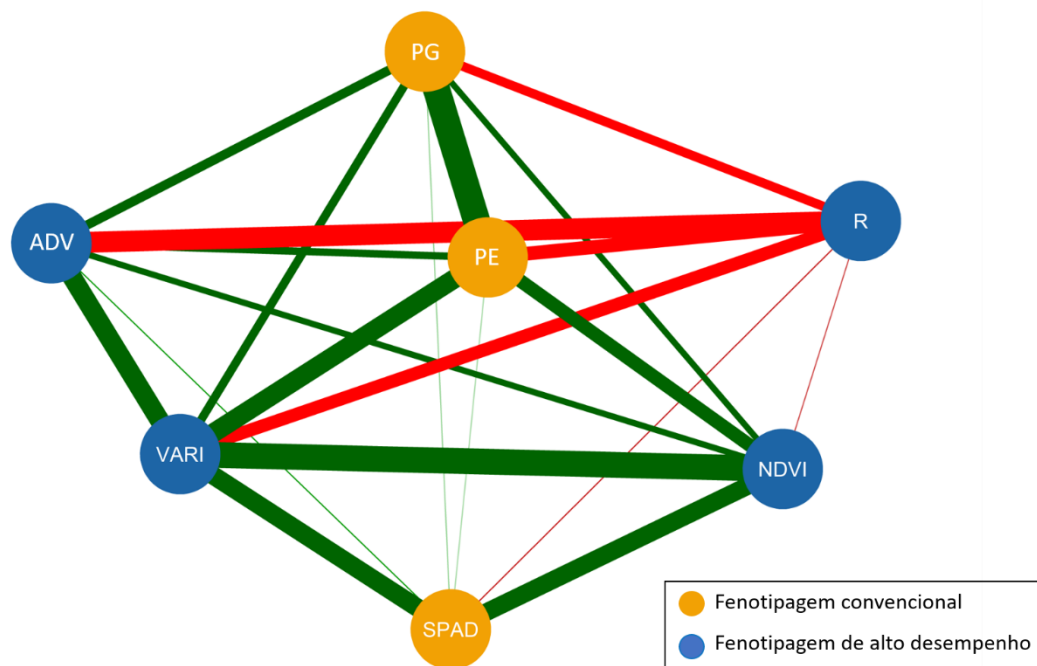 PG
R
ADV
PE
VARI
NDVI
SPAD
Fenotipagem convencional
Fenotipagem de alto desempenho